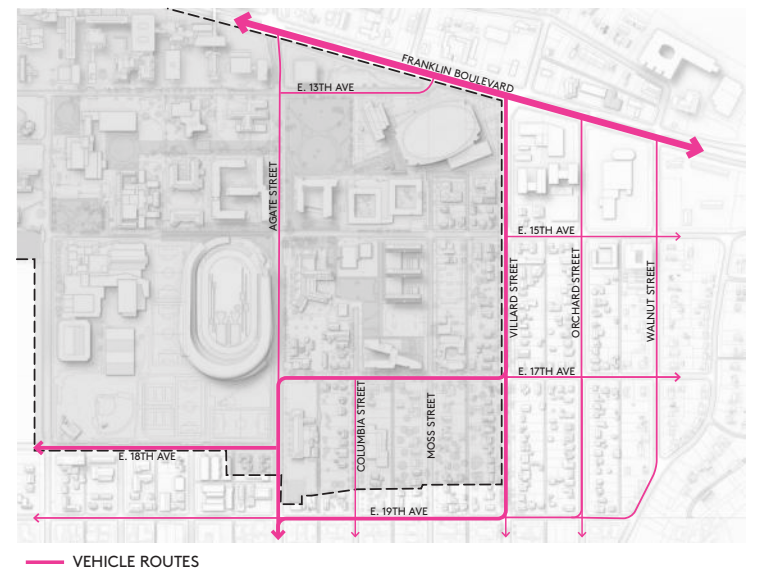 FRANKLIN BOULEVARD
E. 13TH AVE
AGATE STREET
E. 15TH AVE
VILLARD STREET
ORCHARD STREET
WALNUT STREET
E. 17TH AVE
COLUMBIA STREET
MOSS STREET
E. 18TH AVE
E. 19TH AVE
VEHICLE ROUTES